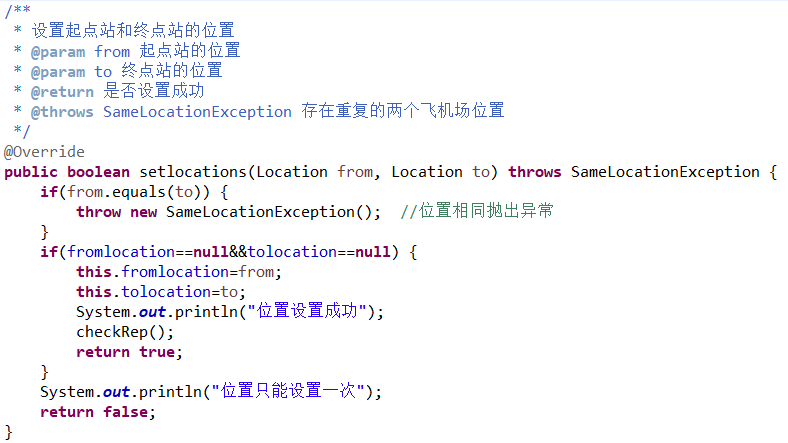 /**
 * 设置起点站和终点站的位置
 * @param from 起点站的位置
 * @param to 终点站的位置
 * @return 是否设置成功
 * @throws SameLocationException 存在重复的两个飞机场位置
 */
@Override
public boolean setlocations(Location from, Location to) throws SameLocationException {
    if(from.equals(to)) {
        throw new SameLocationException();  //位置相同抛出异常
    }
    if(fromlocation==null&&tolocation==null) {
        this.fromlocation=from;
        this.tolocation=to;
        System.out.println("位置设置成功");
        checkRep();
        return true;
    }
    System.out.println("位置只能设置一次");
    return false;
}